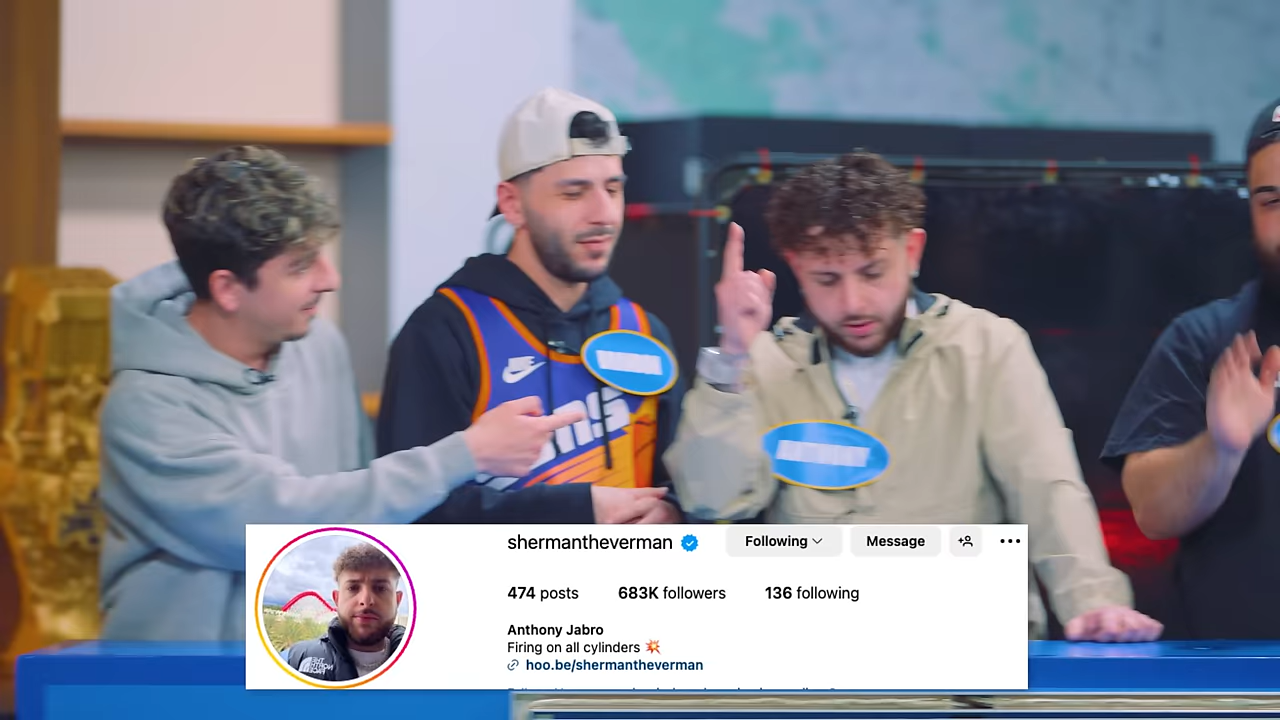 shermantheverman
Following
Message
474 posts 683K followers 136 following
Anthony Jabro
Firing on all cylinders 💥
hoo.be/shermantheverman